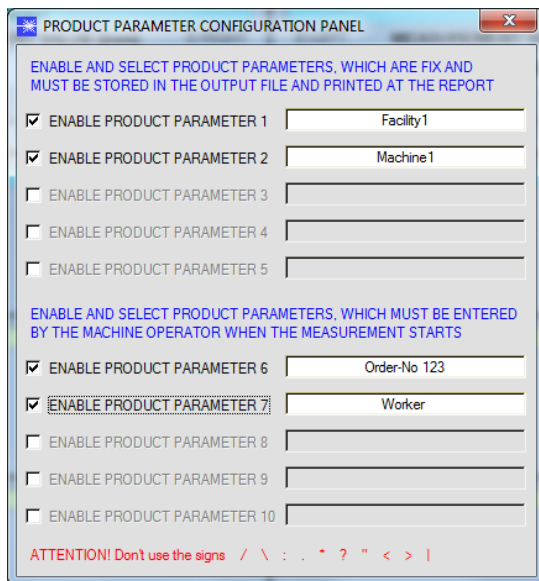 PRODUCT PARAMETER CONFIGURATION PANEL
ENABLE AND SELECT PRODUCT PARAMETERS, WHICH ARE FIX AND
MUST BE STORED IN THE OUTPUT FILE AND PRINTED AT THE REPORT
ENABLE PRODUCT PARAMETER 1 Facility1
ENABLE PRODUCT PARAMETER 2 Machine1
ENABLE PRODUCT PARAMETER 3
ENABLE PRODUCT PARAMETER 4
ENABLE PRODUCT PARAMETER 5
ENABLE AND SELECT PRODUCT PARAMETERS, WHICH MUST BE ENTERED
BY THE MACHINE OPERATOR WHEN THE MEASUREMENT STARTS
ENABLE PRODUCT PARAMETER 6 Order-No 123
ENABLE PRODUCT PARAMETER 7 Worker
ENABLE PRODUCT PARAMETER 8
ENABLE PRODUCT PARAMETER 9
ENABLE PRODUCT PARAMETER 10
ATTENTION! Don't use the signs / \ : . * ? " < > |